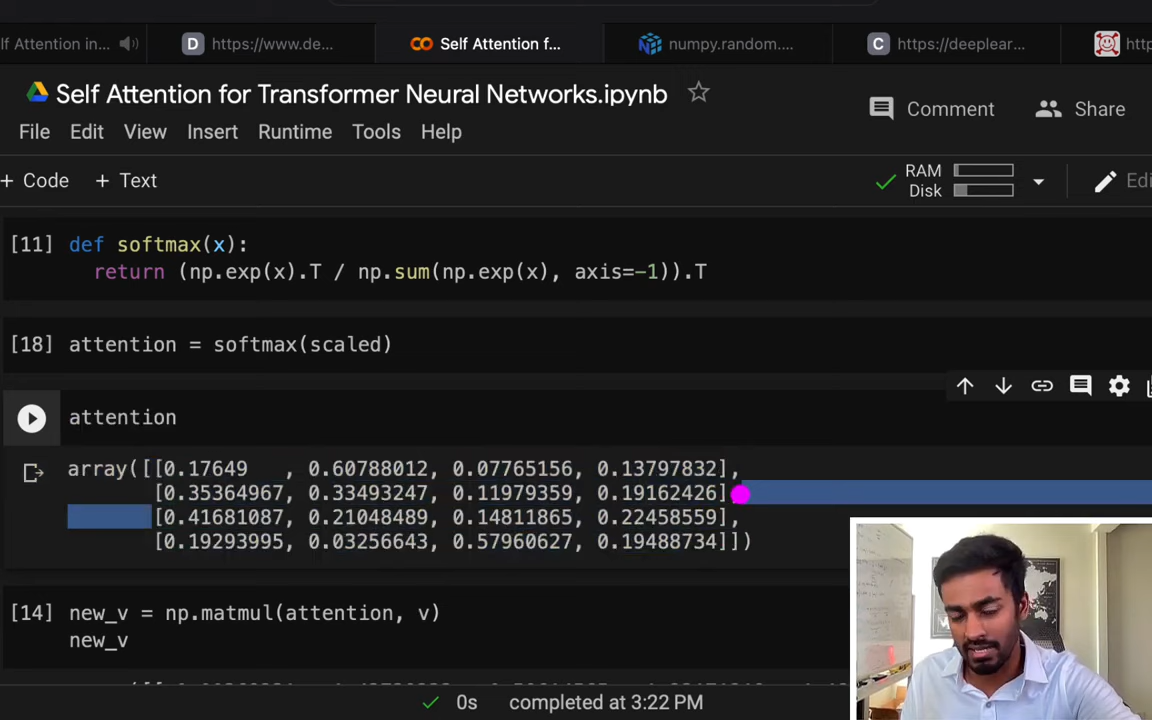 elf Attention in...
D https://www.de...
Self Attention f...
numpy.random....
C https://deeplear...
http
Self Attention for Transformer Neural Networks.ipynb
Comment
Share
File Edit View Insert Runtime Tools Help
+ Code + Text
RAM
Disk
Edi
[11] def softmax(x):
return (np.exp(x).T / np.sum(np.exp(x), axis=-1)).T
[18] attention = softmax(scaled)
attention
array([[0.17649 , 0.60788012, 0.07765156, 0.13797832],
[0.35364967, 0.33493247, 0.11979359, 0.19162426]
[0.41681087, 0.21048489, 0.14811865, 0.22458559],
[0.19293995, 0.03256643, 0.57960627, 0.19488734]])
[14] new_v = np.matmul(attention, v)
new_v
0s completed at 3:22 PM